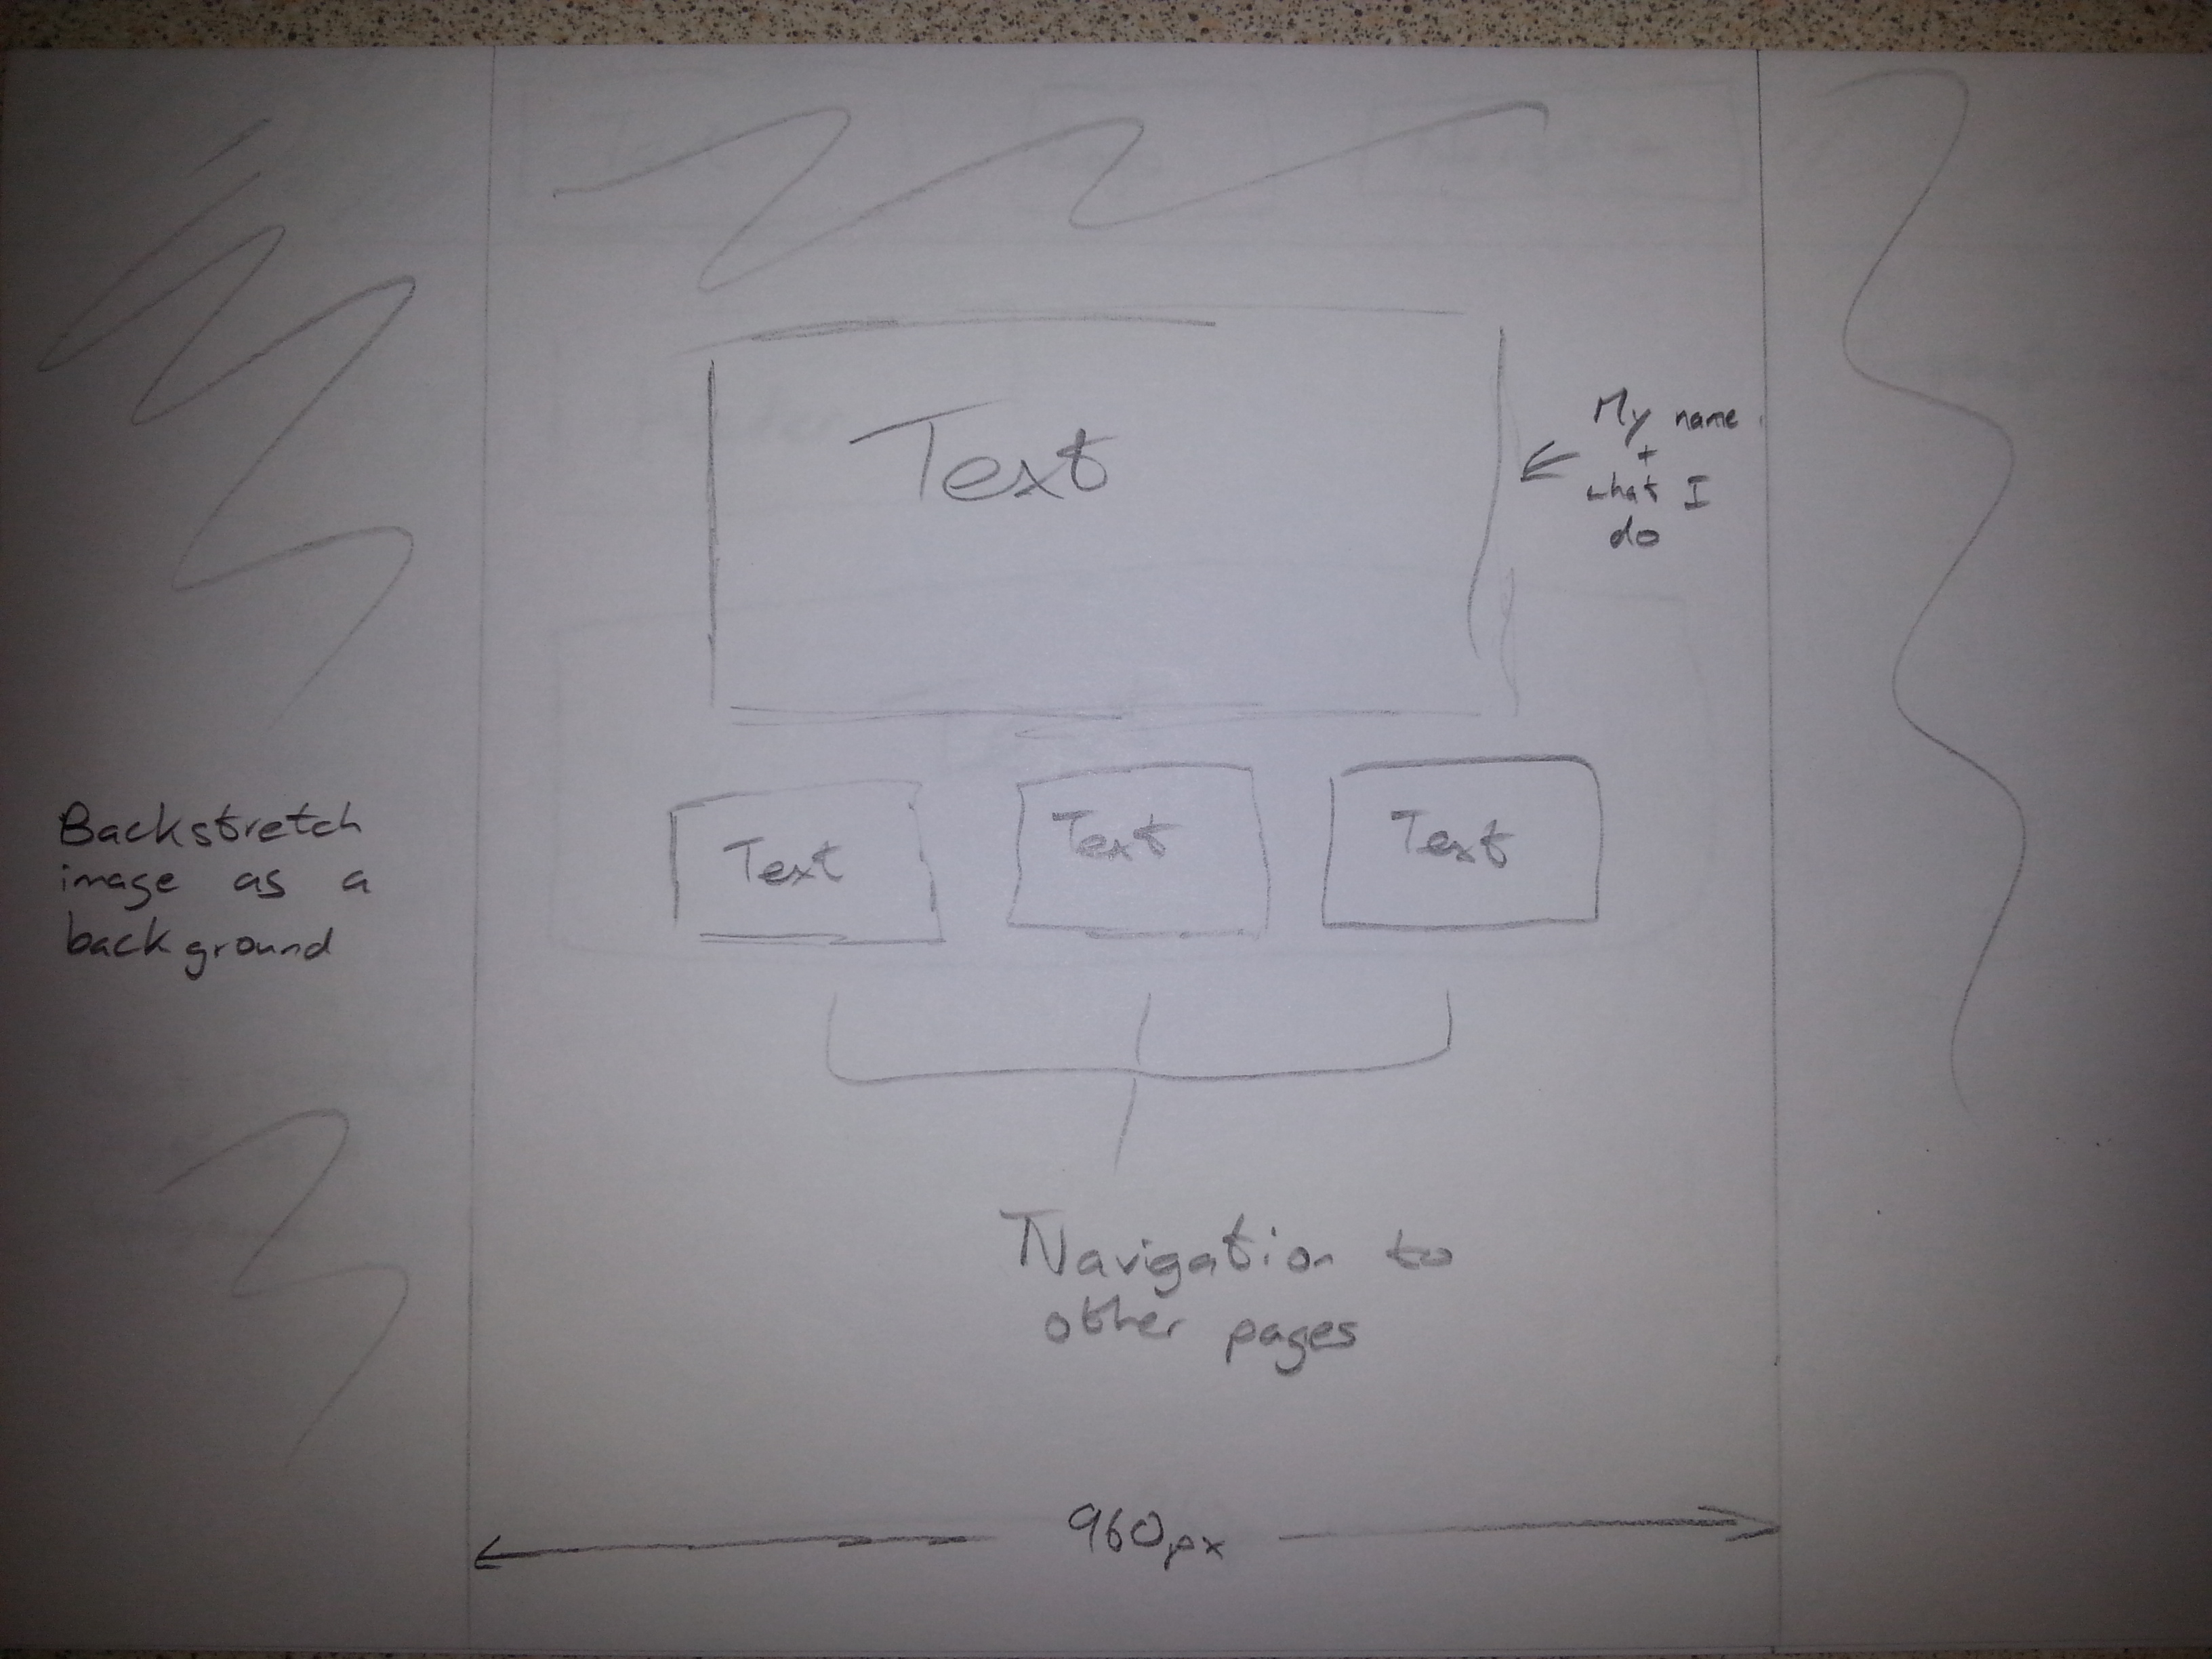 Text
My name
+
what I
do
Text Text Text
Backstretch
image as a
background
Navigation to
other pages
960px